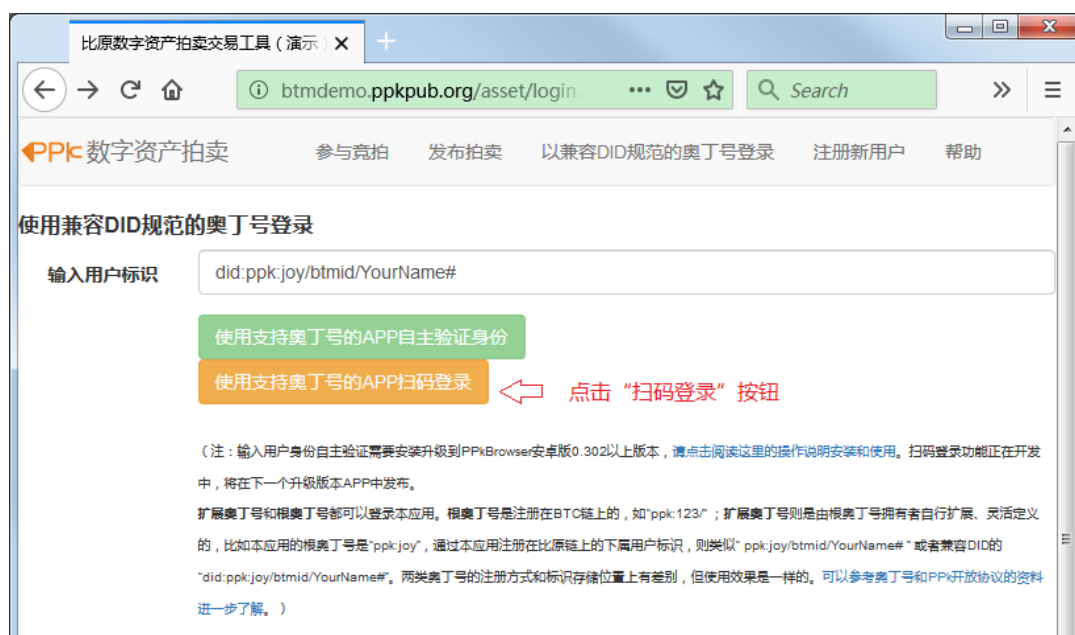 比原数字资产拍卖交易工具（演示）
btmdemo.ppkpub.org/asset/login.
Search
PPk 数字资产拍卖 参与竞拍 发布拍卖 以兼容DID规范的奥丁号登录 注册新用户 帮助
使用兼容DID规范的奥丁号登录
输入用户标识 did:ppk:joy/btmid/YourName#
使用支持奥丁号的APP自主验证身份
使用支持奥丁号的APP扫码登录 点击“扫码登录”按钮
（注：输入用户身份自主验证需要安装升级到PPkBrowser安卓版0.302以上版本，请点击阅读这里的操作说明安装和使用。扫码登录功能正在开发
中，将在下一个升级版本APP中发布。
扩展奥丁号和根奥丁号都可以登录本应用。根奥丁号是注册在BTC链上的，如"ppk:123/"；扩展奥丁号则是由根奥丁号拥有者自行扩展、灵活定义
的，比如本应用的根奥丁号是"ppk:joy"，通过本应用注册在比原链上的下属用户标识，则类似" ppk:joy/btmid/YourName# "或者兼容DID的
"did:ppk:joy/btmid/YourName#"。两类奥丁号的注册方式和标识存储位置上有差别，但使用效果是一样的。可以参考奥丁号和PPk开放协议的资料
进一步了解。）